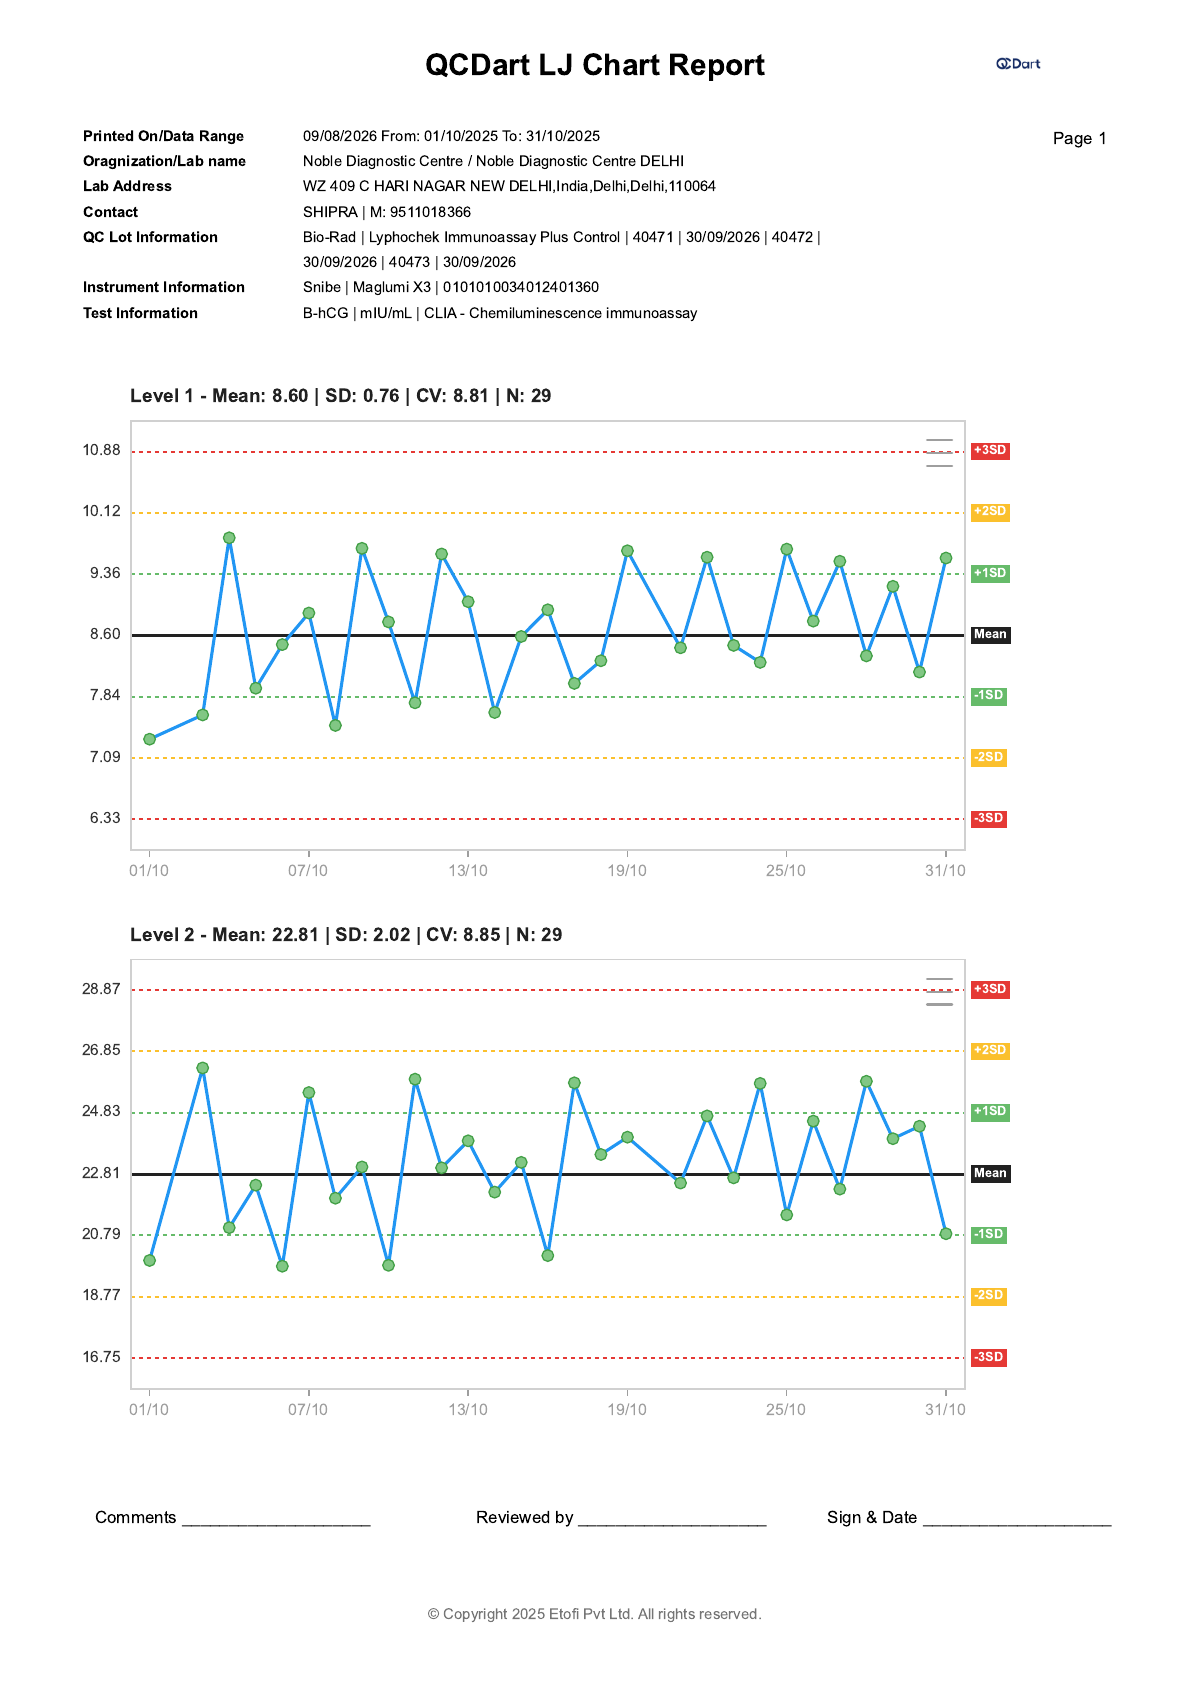 QCDart LJ Chart Report
QCDart
Printed On/Data Range 09/08/2026 From: 01/10/2025 To: 31/10/2025
Page 1
Oragnization/Lab name Noble Diagnostic Centre / Noble Diagnostic Centre DELHI
Lab Address WZ 409 C HARI NAGAR NEW DELHI,India,Delhi,Delhi,110064
Contact SHIPRA | M: 9511018366
QC Lot Information Bio-Rad | Lyphochek Immunoassay Plus Control | 40471 | 30/09/2026 | 40472 |
30/09/2026 | 40473 | 30/09/2026
Instrument Information Snibe | Maglumi X3 | 0101010034012401360
Test Information B-hCG | mIU/mL | CLIA - Chemiluminescence immunoassay
Level 1 - Mean: 8.60 | SD: 0.76 | CV: 8.81 | N: 29
10.88 +3SD
10.12 +2SD
9.36 +1SD
8.60 Mean
7.84 -1SD
7.09 -2SD
6.33 -3SD
01/10 07/10 13/10 19/10 25/10 31/10
Level 2 - Mean: 22.81 | SD: 2.02 | CV: 8.85 | N: 29
28.87 +3SD
26.85 +2SD
24.83 +1SD
22.81 Mean
20.79 -1SD
18.77 -2SD
16.75 -3SD
01/10 07/10 13/10 19/10 25/10 31/10
Comments ____________________ Reviewed by ____________________ Sign & Date ____________________
© Copyright 2025 Etofi Pvt Ltd. All rights reserved.